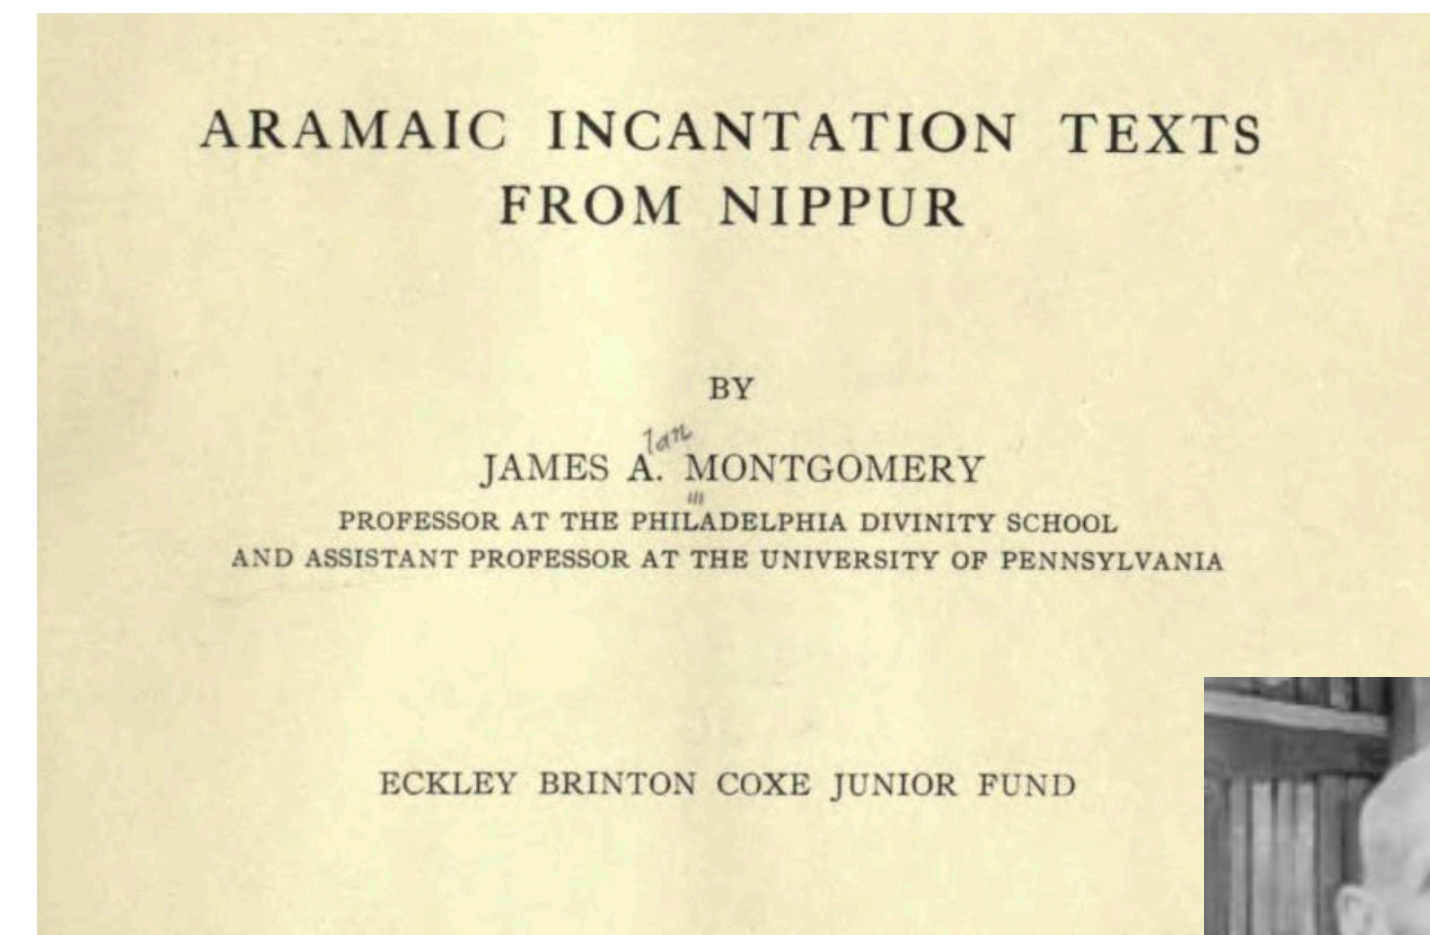 ARAMAIC INCANTATION TEXTS
FROM NIPPUR
BY
JAMES A. MONTGOMERY
PROFESSOR AT THE PHILADELPHIA DIVINITY SCHOOL
AND ASSISTANT PROFESSOR AT THE UNIVERSITY OF PENNSYLVANIA
ECKLEY BRINTON COXE JUNIOR FUND